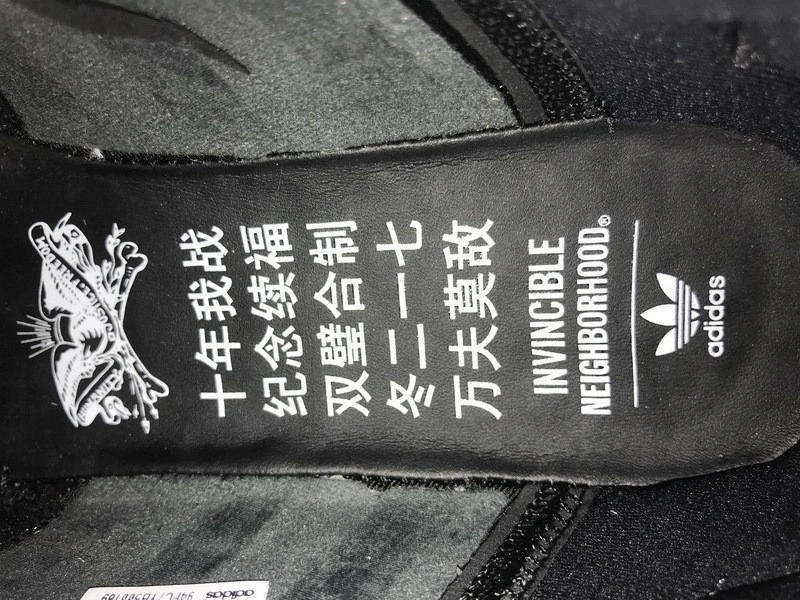 十年我战
纪念续福
双璧合制
冬二一七
万夫莫敌
INVINCIBLE
NEIGHBORHOOD®
adidas
adidas